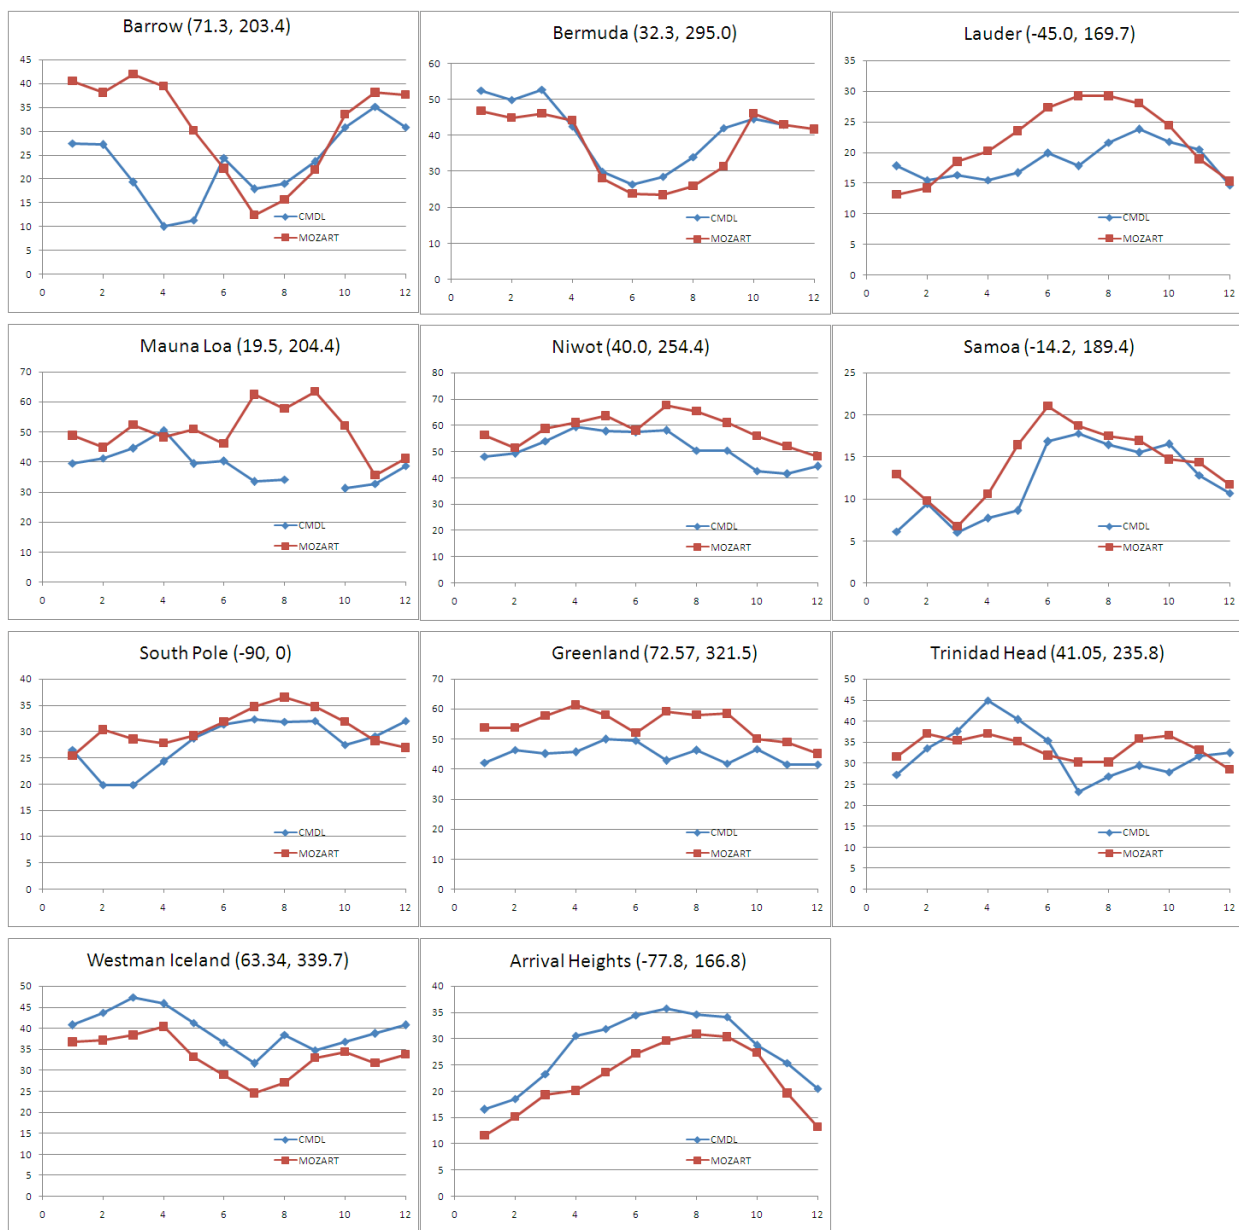 Barrow (71.3, 203.4)
45
40
35
30
25
20
15
10
5
0
CMDL
MOZART
0 2 4 6 8 10 12
Bermuda (32.3, 295.0)
60
50
40
30
20
10
0
CMDL
MOZART
0 2 4 6 8 10 12
Lauder (-45.0, 169.7)
35
30
25
20
15
10
5
0
CMDL
MOZART
0 2 4 6 8 10 12
Mauna Loa (19.5, 204.4)
70
60
50
40
30
20
10
0
CMDL
MOZART
0 2 4 6 8 10 12
Niwot (40.0, 254.4)
80
70
60
50
40
30
20
10
0
CMDL
MOZART
0 2 4 6 8 10 12
Samoa (-14.2, 189.4)
25
20
15
10
5
0
CMDL
MOZART
0 2 4 6 8 10 12
South Pole (-90, 0)
40
35
30
25
20
15
10
5
0
CMDL
MOZART
0 2 4 6 8 10 12
Greenland (72.57, 321.5)
70
60
50
40
30
20
10
0
CMDL
MOZART
0 2 4 6 8 10 12
Trinidad Head (41.05, 235.8)
50
45
40
35
30
25
20
15
10
5
0
CMDL
MOZART
0 2 4 6 8 10 12
Westman Iceland (63.34, 339.7)
50
45
40
35
30
25
20
15
10
5
0
CMDL
MOZART
0 2 4 6 8 10 12
Arrival Heights (-77.8, 166.8)
40
35
30
25
20
15
10
5
0
CMDL
MOZART
0 2 4 6 8 10 12